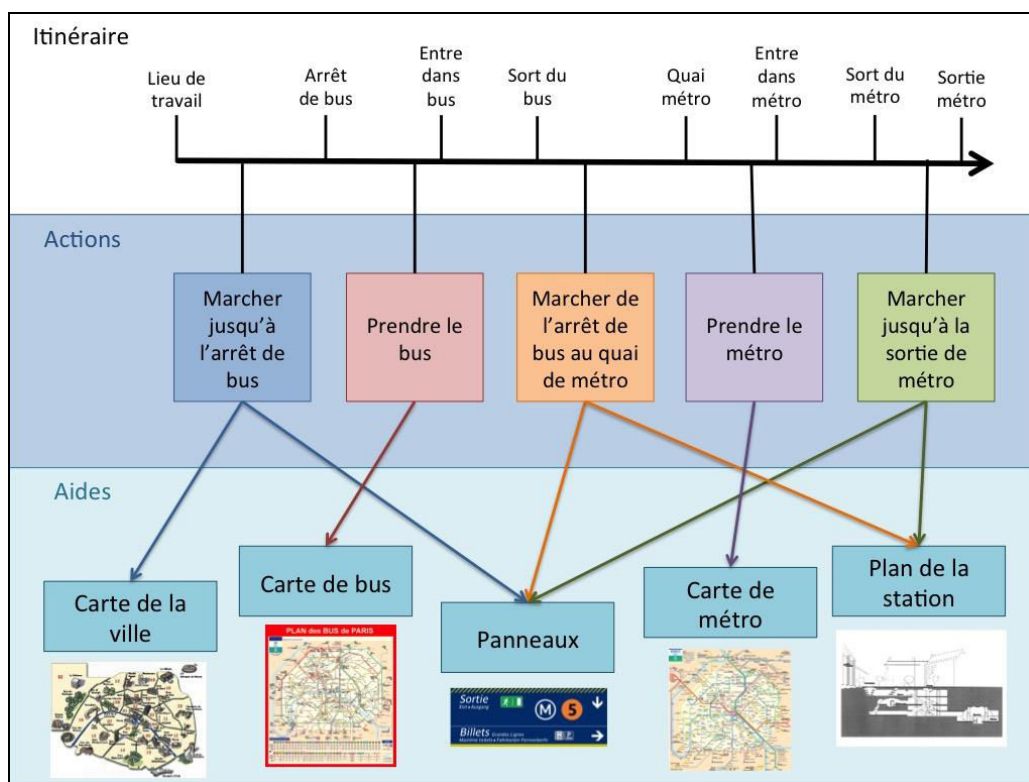 Itinéraire
Lieu de
travail
Arrêt
de bus
Entre
dans
bus
Sort du
bus
Quai
métro
Entre
dans
métro
Sort du
métro
Sortie
métro
Actions
Marcher
jusqu’à
l’arrêt de
bus
Prendre le
bus
Marcher de
l’arrêt de
bus au quai
de métro
Prendre le
métro
Marcher
jusqu’à la
sortie de
métro
Aides
Carte de la
ville
Carte de bus
Panneaux
Carte de
métro
Plan de la
station
PLAN des BUS de PARIS
Sortie
M 5
Billets
Grandes Lignes